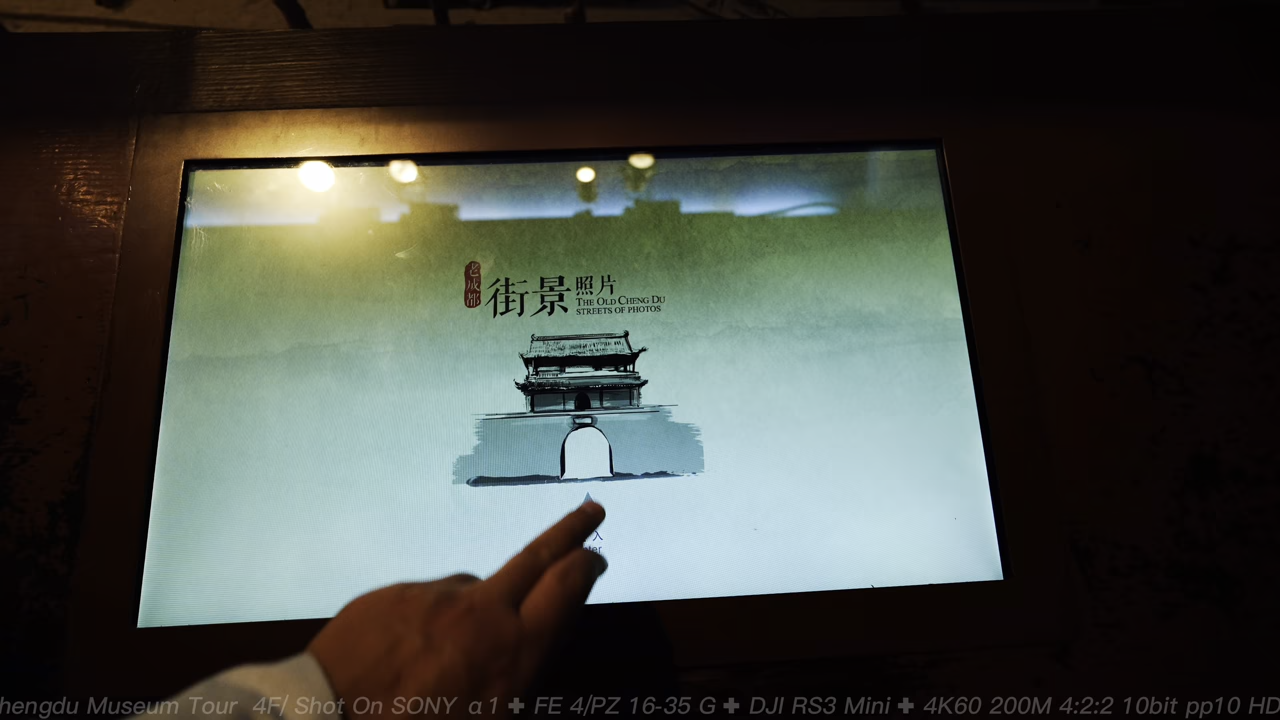 老成都
街景照片
THE OLD CHENG DU
STREETS OF PHOTOS
入
hengdu Museum Tour 4F/ Shot On SONY α1 ✚ FE 4/PZ 16-35 G ✚ DJI RS3 Mini ✚ 4K60 200M 4:2:2 10bit pp10 HD